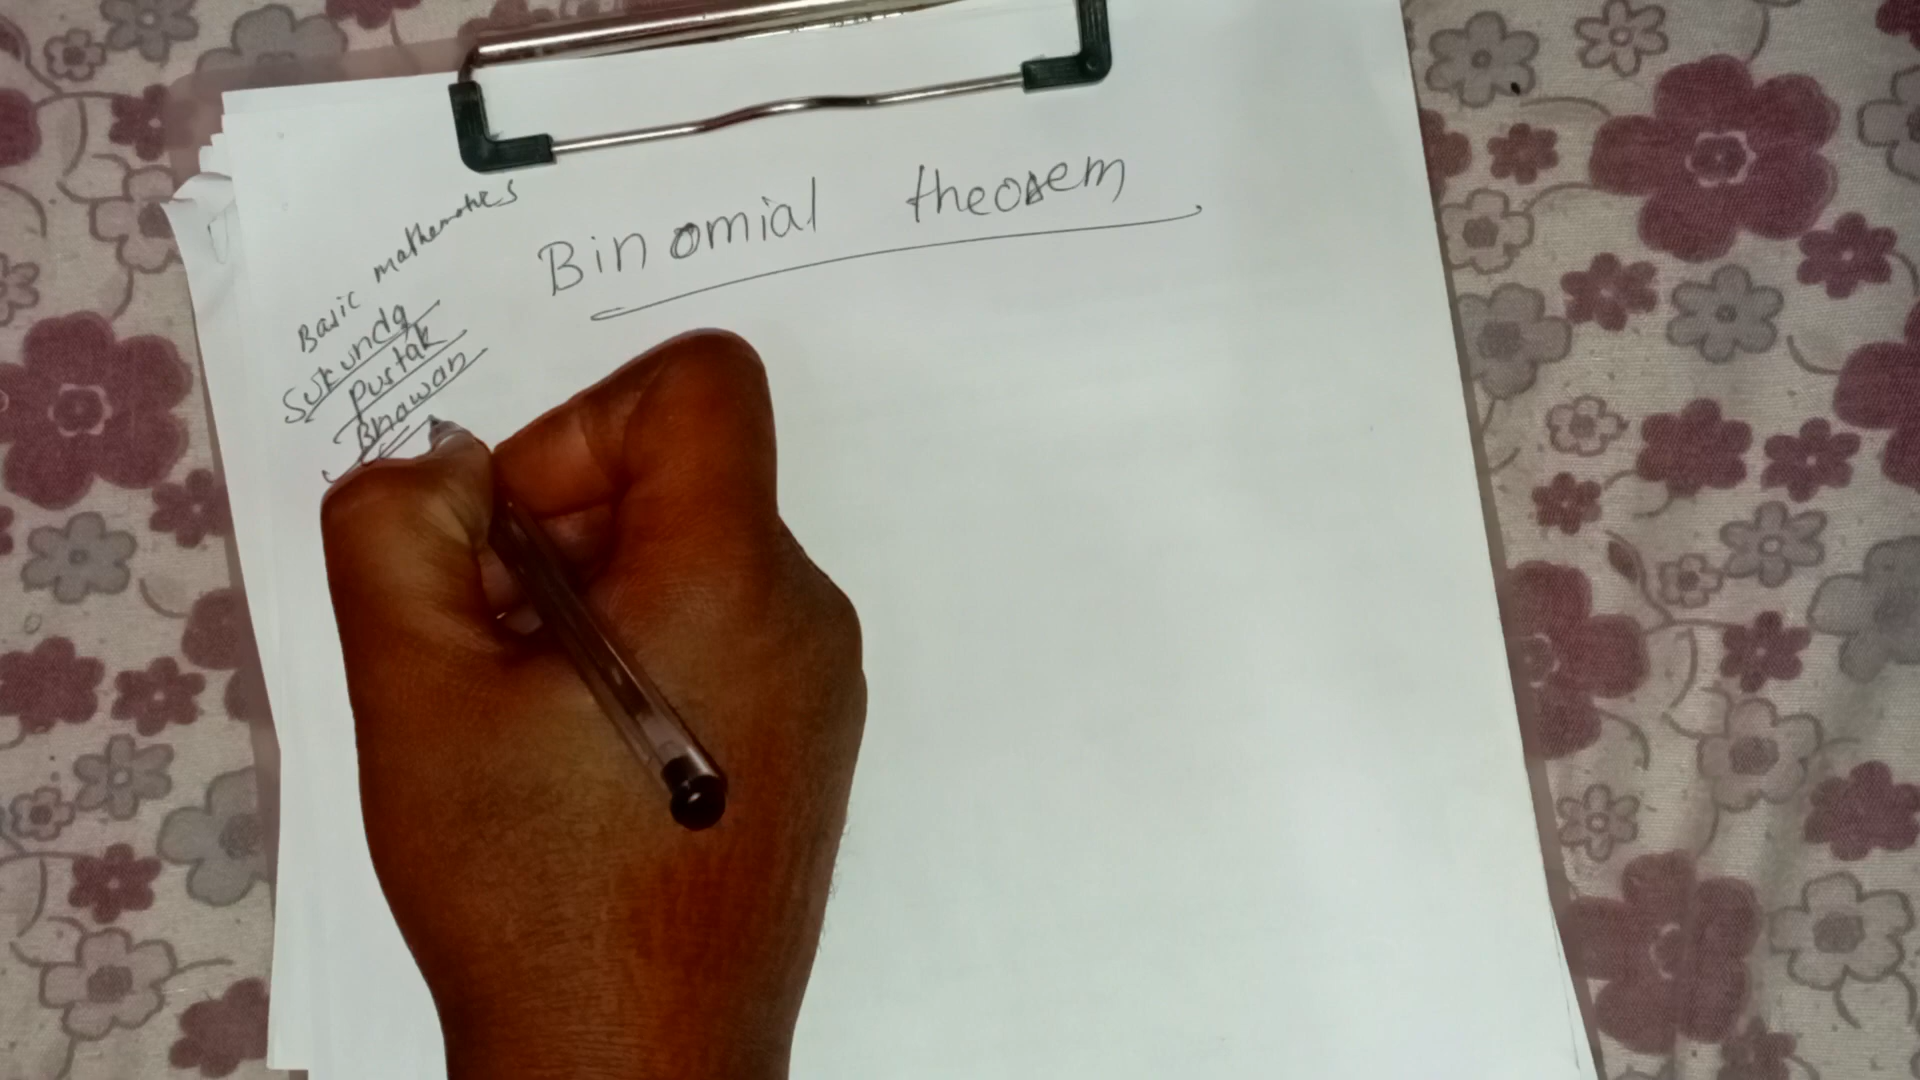 Basic mathematics
Sukunda
Pustak
Bhawan
Binomial theorem